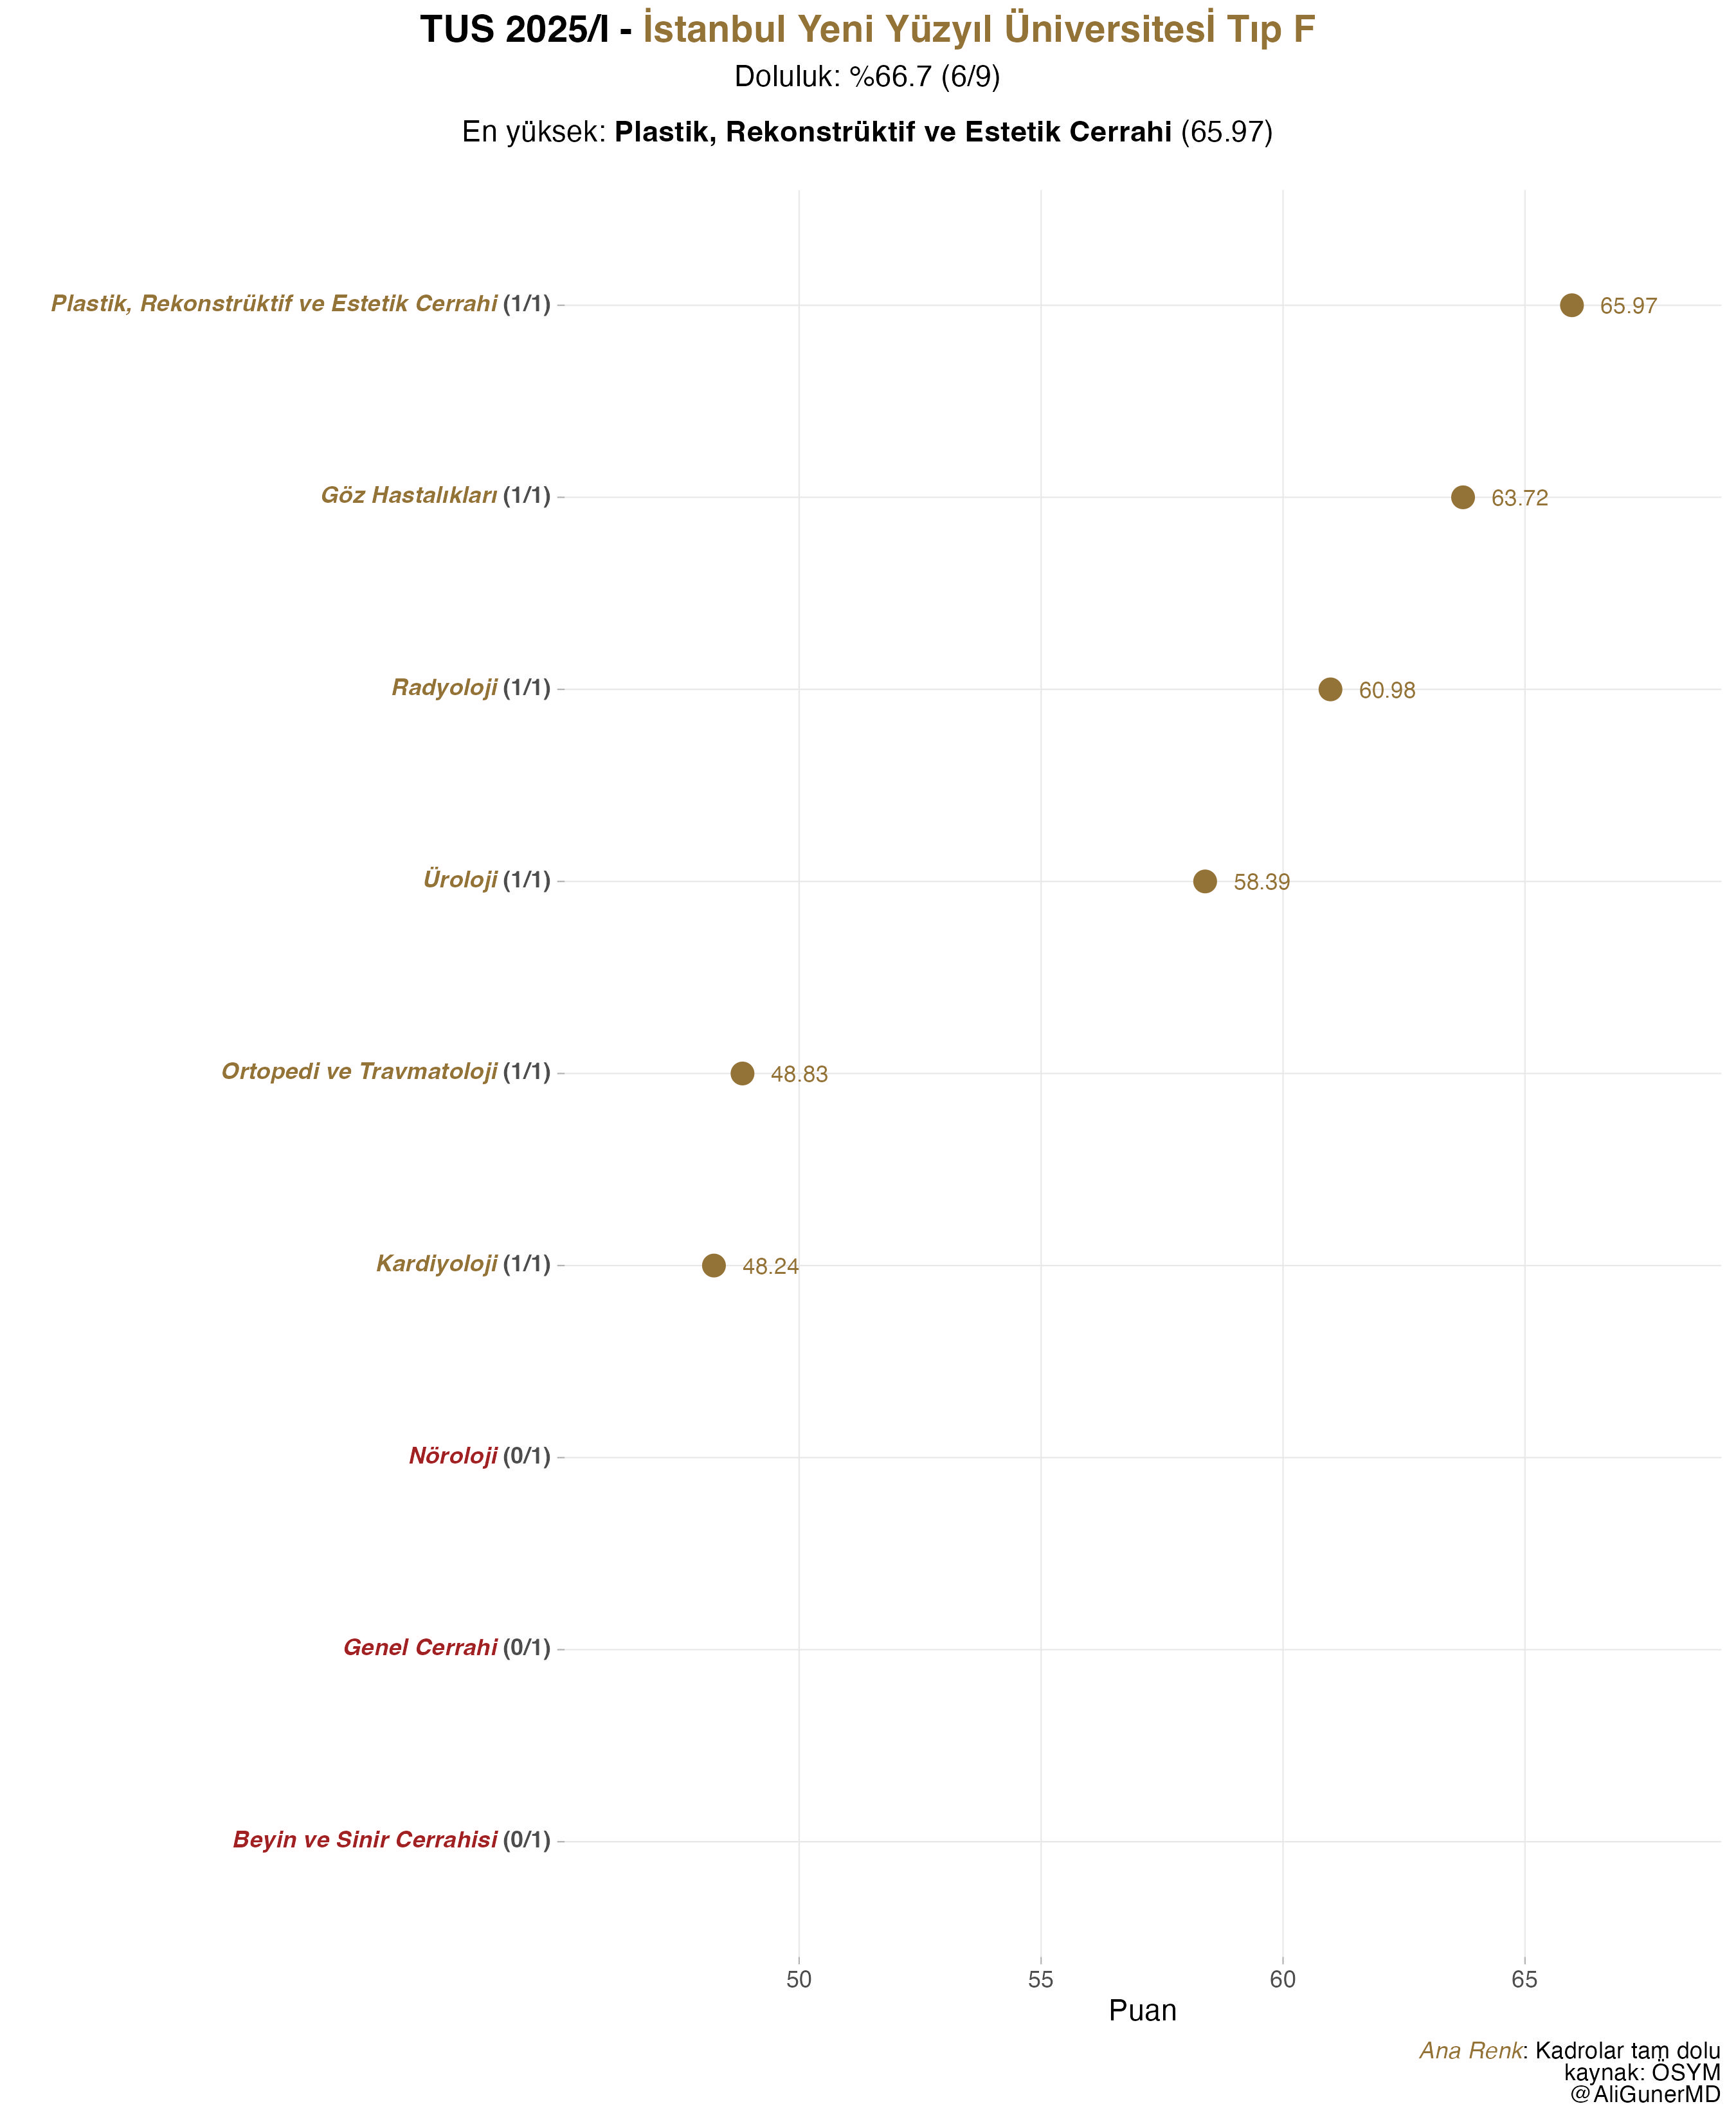 TUS 2025/I - İstanbul Yeni Yüzyıl Üniversitesİ Tıp F
Doluluk: %66.7 (6/9)
En yüksek: Plastik, Rekonstrüktif ve Estetik Cerrahi (65.97)
Plastik, Rekonstrüktif ve Estetik Cerrahi (1/1) 65.97
Göz Hastalıkları (1/1) 63.72
Radyoloji (1/1) 60.98
Üroloji (1/1) 58.39
Ortopedi ve Travmatoloji (1/1) 48.83
Kardiyoloji (1/1) 48.24
Nöroloji (0/1)
Genel Cerrahi (0/1)
Beyin ve Sinir Cerrahisi (0/1)
50 55 60 65
Puan
Ana Renk: Kadrolar tam dolu
kaynak: ÖSYM
@AliGunerMD